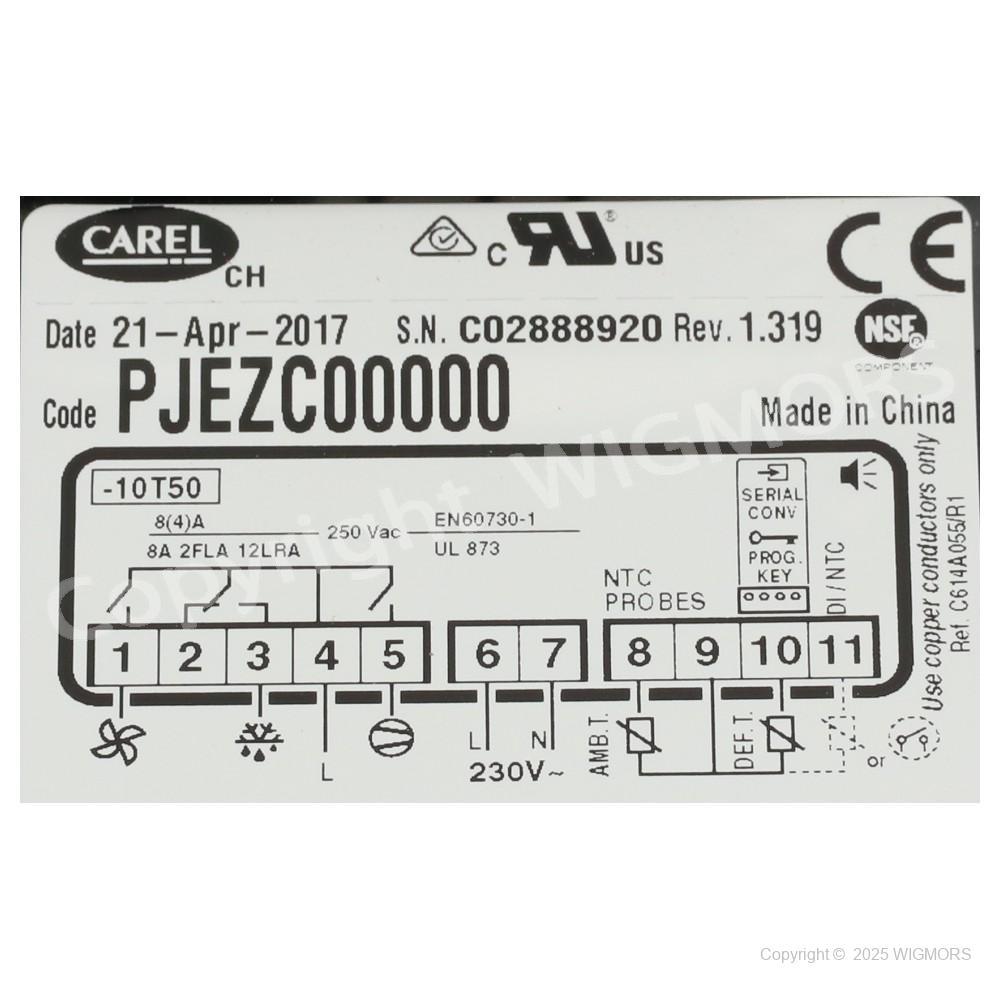 CAREL
CH
c RU ® US
CE
Date 21-Apr-2017 S.N. C02888920 Rev. 1.319
NSF®
COMPONENT
Code PJEZC00000
Made in China
-10T50
8(4)A
8A 2FLA 12LRA
250 Vac
EN60730-1
UL 873
SERIAL
CONV
PROG.
KEY
NTC
PROBES
DI/NTC
Use copper conductors only
Ref. C614A055/R1
1 2 3 4 5 6 7 8 9 10 11
L
L N
230V~
AMB.T.
DEF.T.
or
Copyright WIGMORS
Copyright © 2025 WIGMORS